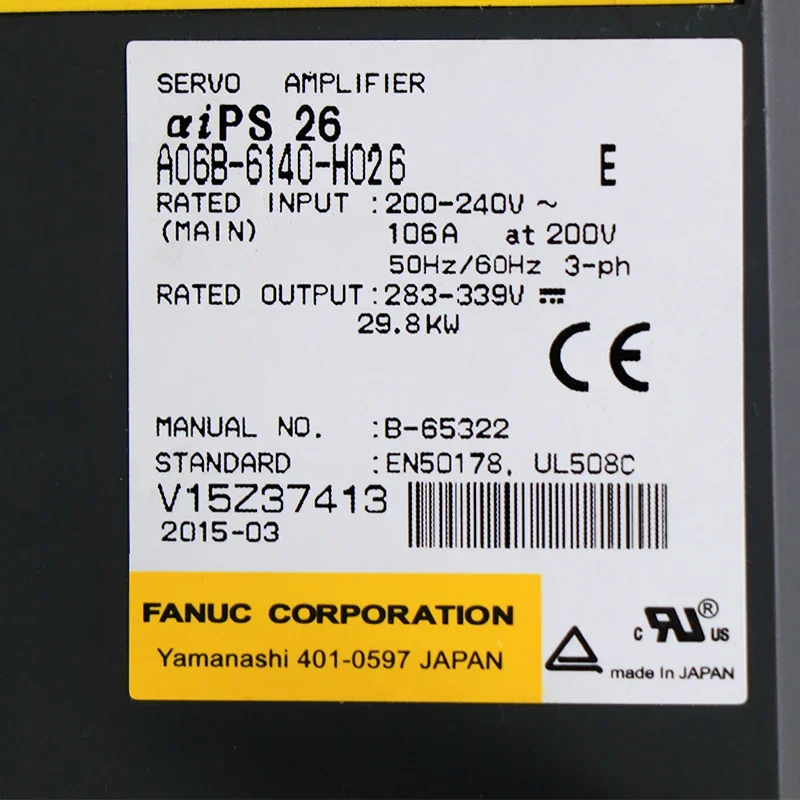 SERVO AMPLIFIER
αiPS 26
A06B-6140-H026 E
RATED INPUT :200-240V ~
(MAIN) 106A at 200V
50Hz/60Hz 3-ph
RATED OUTPUT:283-339V ⎓
29.8KW
CE
MANUAL NO. :B-65322
STANDARD :EN50178, UL508C
V15Z37413
2015-03
FANUC CORPORATION
Yamanashi 401-0597 JAPAN
c RU ® US
made In JAPAN